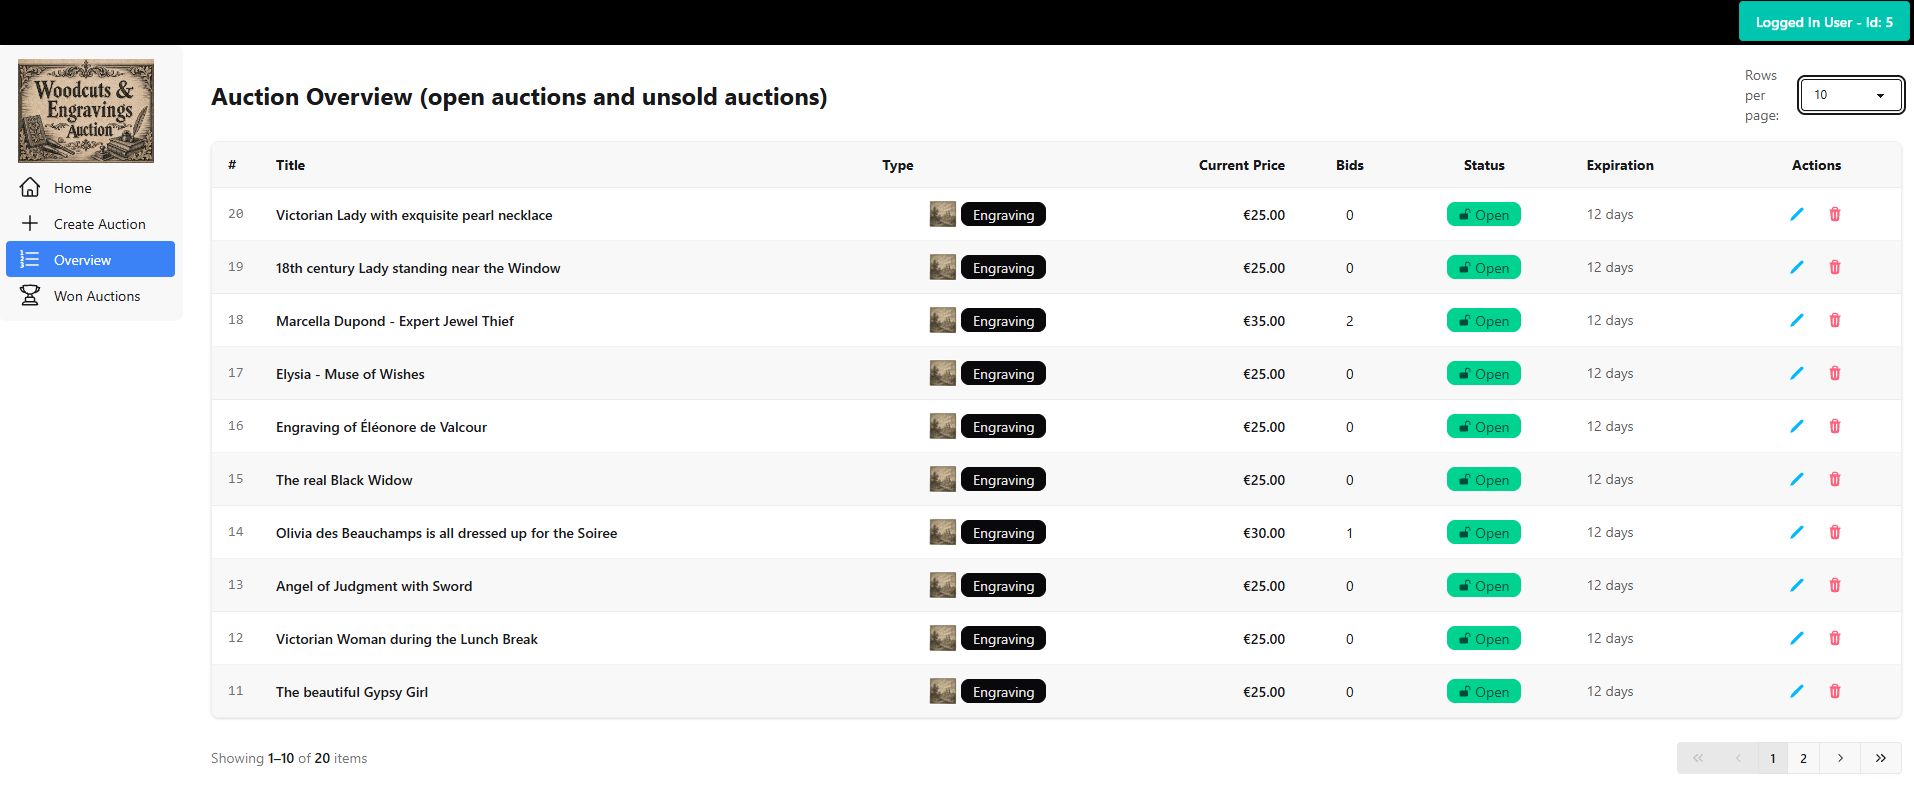 Logged In User - Id: 5
Woodcuts &
Engravings
Auction
Home
Create Auction
Overview
Won Auctions
Auction Overview (open auctions and unsold auctions)
Rows
per
page:
10
# Title Type Current Price Bids Status Expiration Actions
20 Victorian Lady with exquisite pearl necklace Engraving €25.00 0 Open 12 days
19 18th century Lady standing near the Window Engraving €25.00 0 Open 12 days
18 Marcella Dupond - Expert Jewel Thief Engraving €35.00 2 Open 12 days
17 Elysia - Muse of Wishes Engraving €25.00 0 Open 12 days
16 Engraving of Éléonore de Valcour Engraving €25.00 0 Open 12 days
15 The real Black Widow Engraving €25.00 0 Open 12 days
14 Olivia des Beauchamps is all dressed up for the Soiree Engraving €30.00 1 Open 12 days
13 Angel of Judgment with Sword Engraving €25.00 0 Open 12 days
12 Victorian Woman during the Lunch Break Engraving €25.00 0 Open 12 days
11 The beautiful Gypsy Girl Engraving €25.00 0 Open 12 days
Showing 1–10 of 20 items
« ‹ 1 2 › »